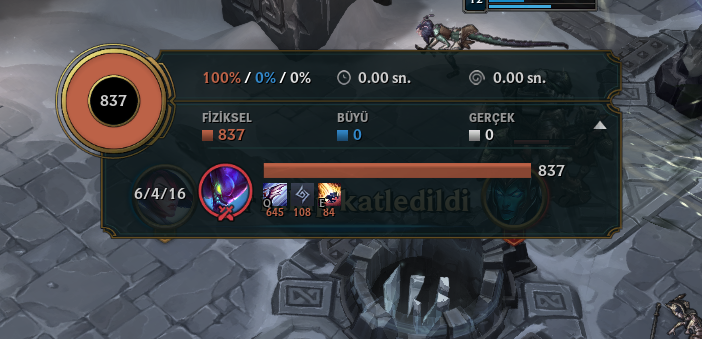 12
837
100% / 0% / 0% 0.00 sn. 0.00 sn.
FİZİKSEL BÜYÜ GERÇEK
837 0 0
837
6/4/16
Q E
645 108 84
katledildi